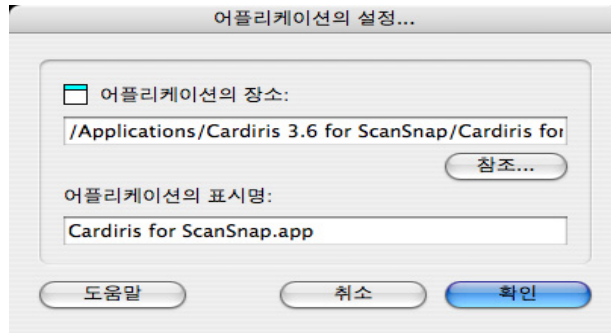 어플리케이션의 설정...
어플리케이션의 장소:
/Applications/Cardiris 3.6 for ScanSnap/Cardiris for
참조...
어플리케이션의 표시명:
Cardiris for ScanSnap.app
도움말 취소 확인